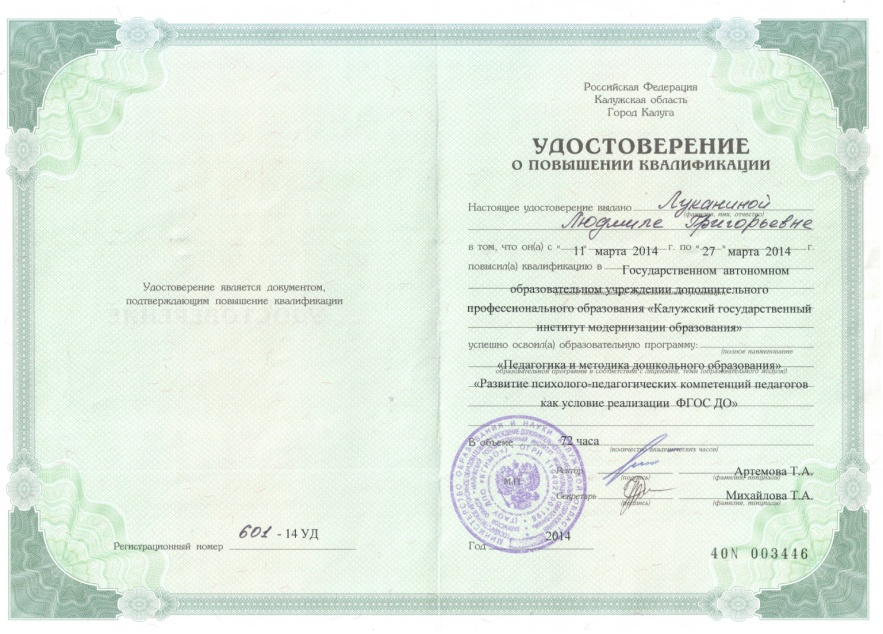 Удостоверение является документом,
подтверждающим повышение квалификации
601 - 14 УД
Регистрационный номер
Российская Федерация
Калужская область
Город Калуга
УДОСТОВЕРЕНИЕ
О ПОВЫШЕНИИ КВАЛИФИКАЦИИ
Настоящее удостоверение выдано Луканиной
(фамилия, имя, отчество)
Людмиле Григорьевне
в том, что он(а) с "11" марта 2014 г. по "27" марта 2014 г.
повысил(а) квалификацию в Государственном автономном
образовательном учреждении дополнительного
профессионального образования «Калужский государственный
институт модернизации образования»
успешно освоил(а) образовательную программу:
(полное наименование
«Педагогика и методика дошкольного образования»
образовательной программы в соответствии с лицензией, темы (образовательного модуля)
«Развитие психолого-педагогических компетенций педагогов
как условие реализации ФГОС ДО»
В объеме 72 часа
(количество академических часов)
Ректор Артемова Т.А.
(подпись) (фамилия, инициалы)
М.П.
Секретарь Михайлова Т.А.
(подпись) (фамилия, инициалы)
Год 2014
40N 003446